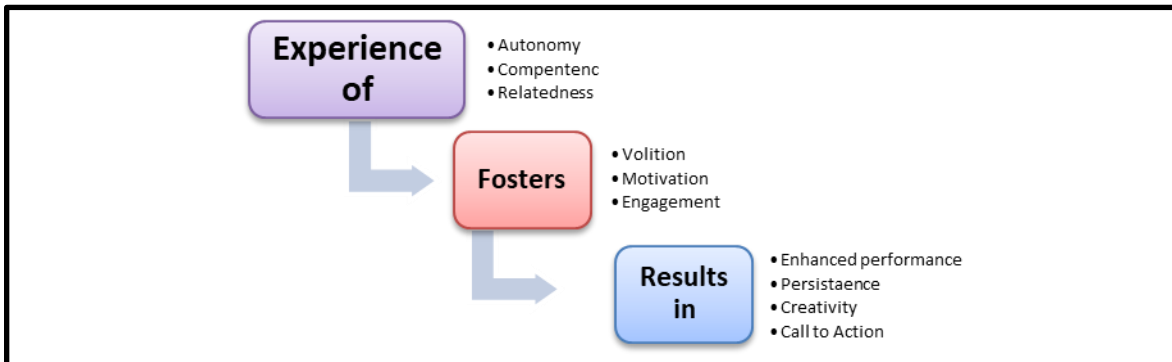 Experience
of
• Autonomy
• Compentenc
• Relatedness
Fosters
• Volition
• Motivation
• Engagement
Results
in
• Enhanced performance
• Persistaence
• Creativity
• Call to Action